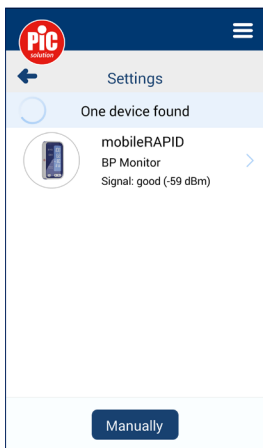 PiC
solution
Settings
One device found
mobileRAPID
BP Monitor
Signal: good (-59 dBm)
Manually